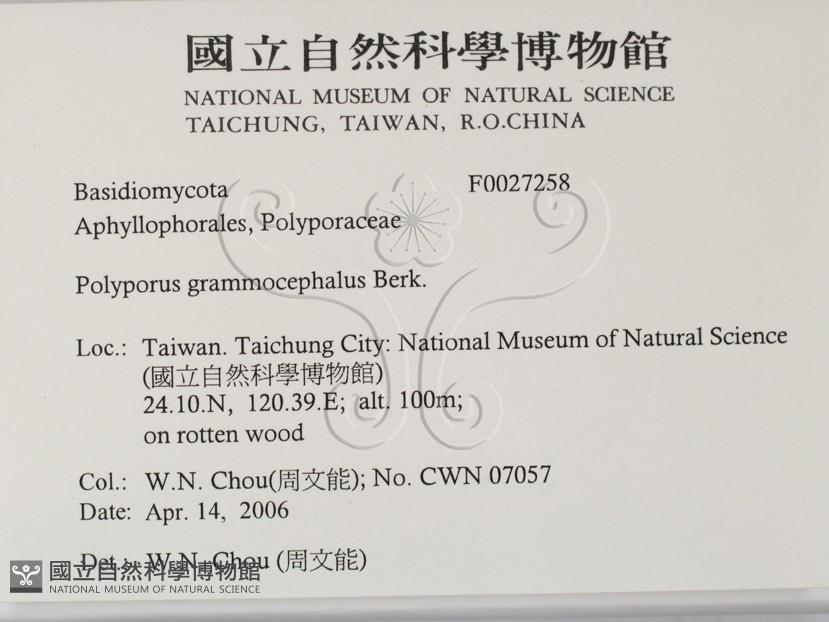 國立自然科學博物館
NATIONAL MUSEUM OF NATURAL SCIENCE
TAICHUNG, TAIWAN, R.O.CHINA
Basidiomycota F0027258
Aphyllophorales, Polyporaceae
Polyporus grammocephalus Berk.
Loc.: Taiwan. Taichung City: National Museum of Natural Science
(國立自然科學博物館)
24.10.N, 120.39.E; alt. 100m;
on rotten wood
Col.: W.N. Chou(周文能); No. CWN 07057
Date: Apr. 14, 2006
Det.: W.N. Chou (周文能)
國立自然科學博物館
NATIONAL MUSEUM OF NATURAL SCIENCE